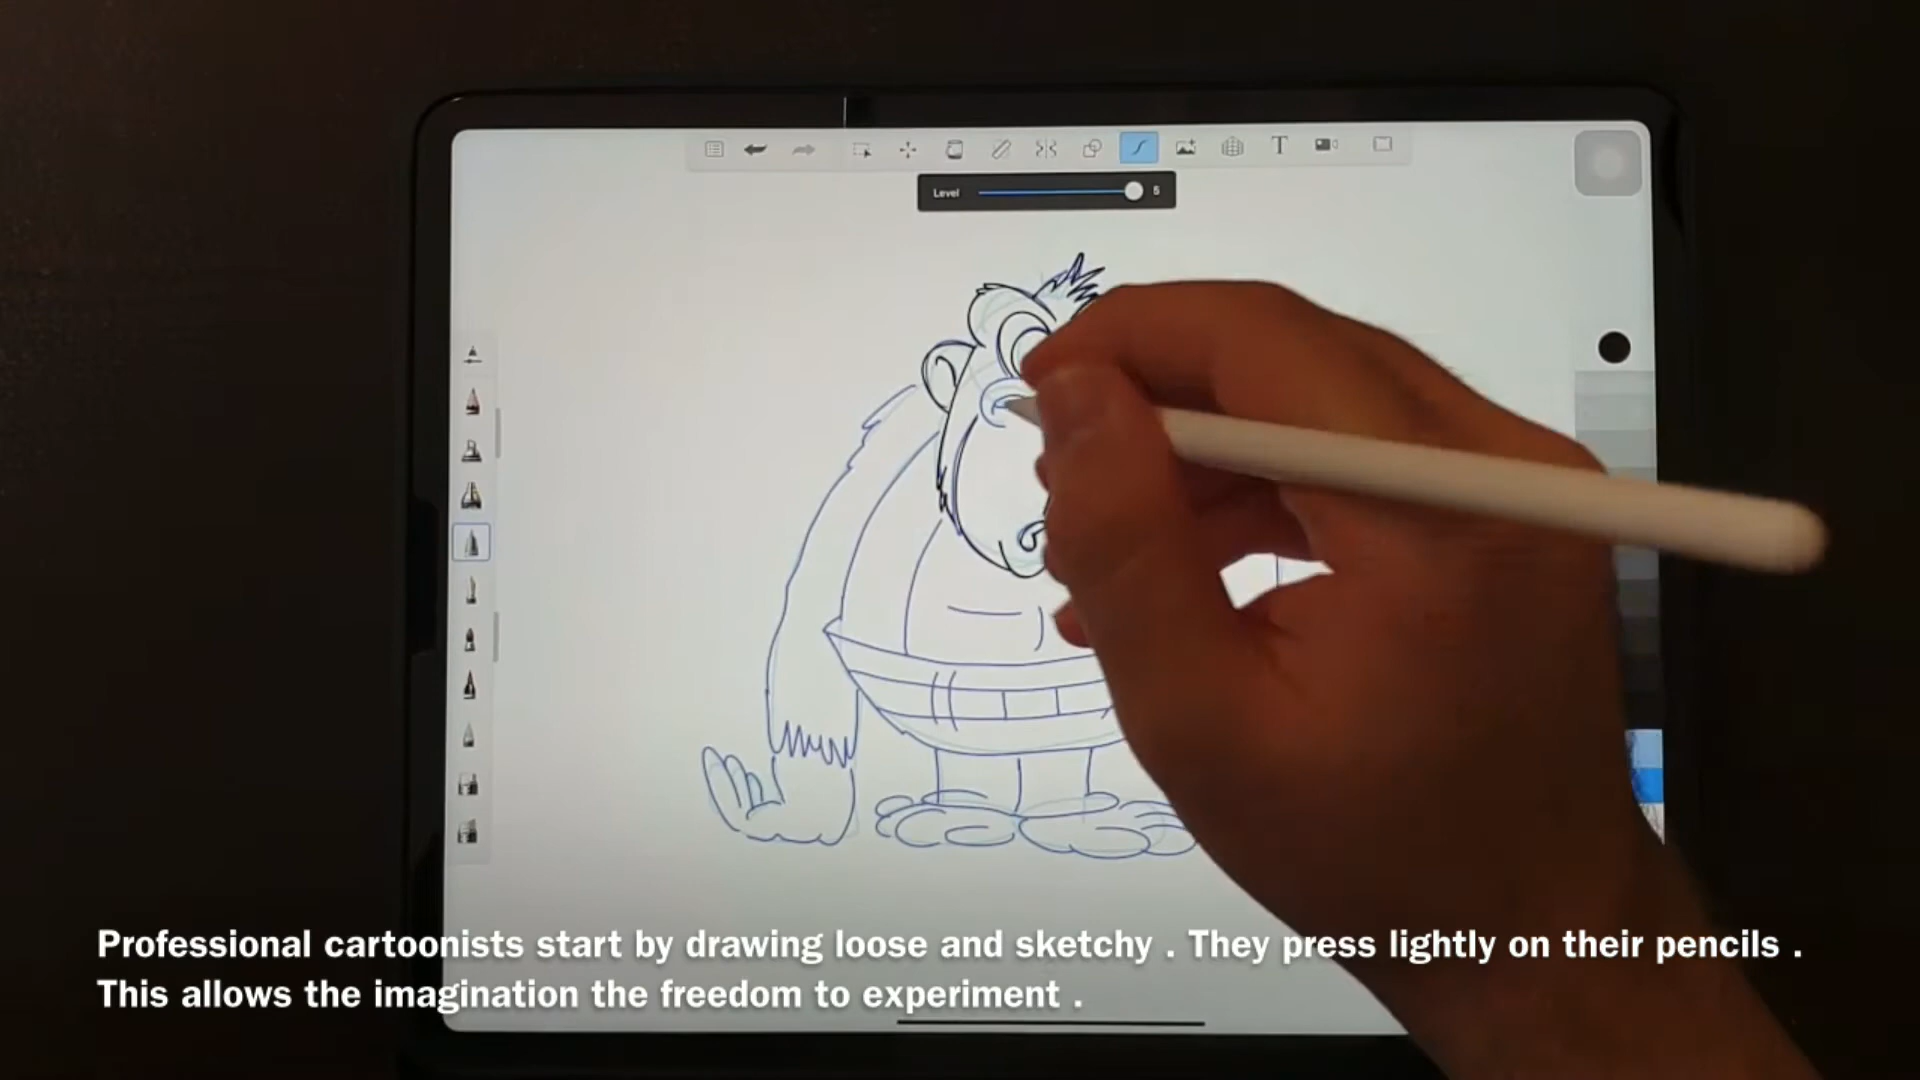 T
Level 5
Professional cartoonists start by drawing loose and sketchy . They press lightly on their pencils .
This allows the imagination the freedom to experiment .